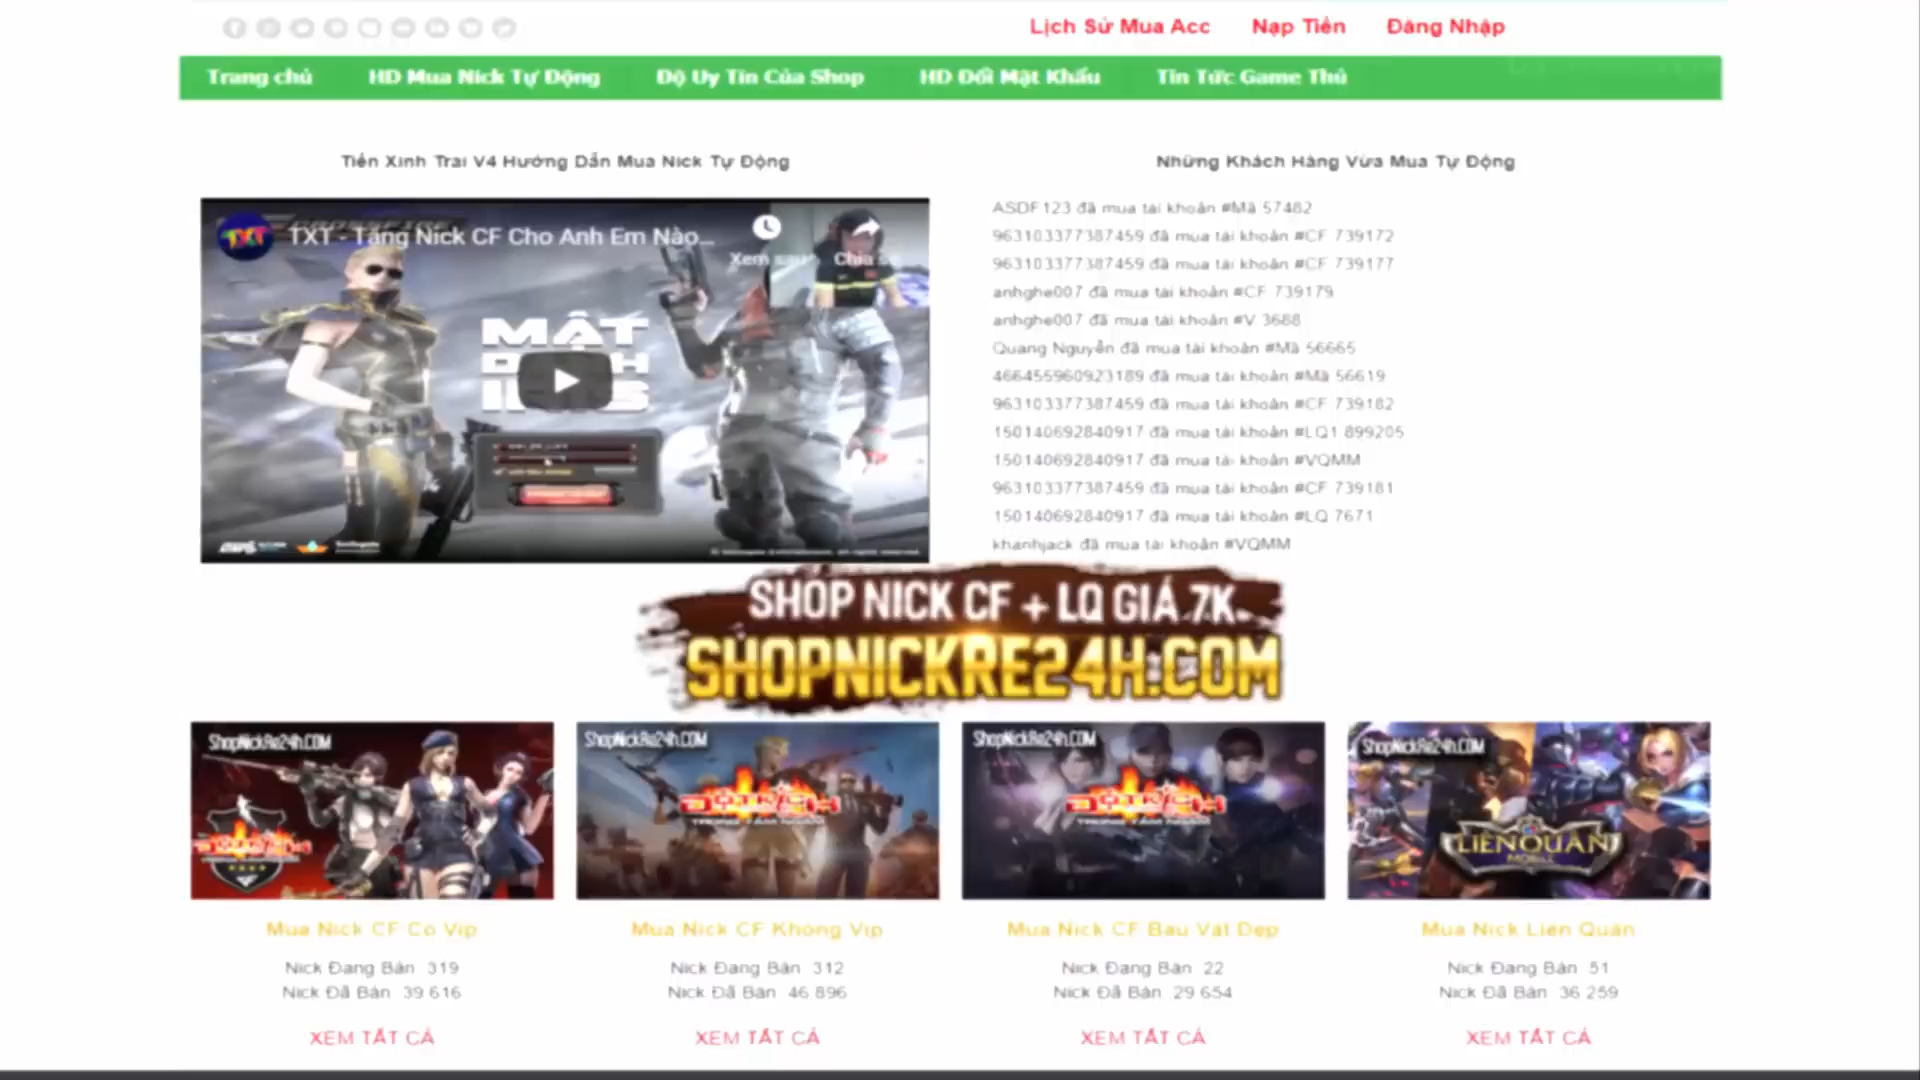 Lịch Sử Mua Acc Nạp Tiền Đăng Nhập
Trang chủ HD Mua Nick Tự Động Độ Uy Tín Của Shop HD Đổi Mật Khẩu Tin Tức Game Thủ
Tiền Xinh Trai V4 Hướng Dẫn Mua Nick Tự Động
TXT
TXT - Tặng Nick CF Cho Anh Em Nào...
Xem sau Chia sẻ
MẬT
Những Khách Hàng Vừa Mua Tự Động
ASDF123 đã mua tài khoản #Mã 57482
963103377387459 đã mua tài khoản #CF 739172
963103377387459 đã mua tài khoản #CF 739177
anhghe007 đã mua tài khoản #CF 739179
anhghe007 đã mua tài khoản #V 3688
Quang Nguyễn đã mua tài khoản #Mã 56665
466455960923189 đã mua tài khoản #Mã 56619
963103377387459 đã mua tài khoản #CF 739182
150140692840917 đã mua tài khoản #LQ1 899205
150140692840917 đã mua tài khoản #VQMM
963103377387459 đã mua tài khoản #CF 739181
150140692840917 đã mua tài khoản #LQ 7671
khanhjack đã mua tài khoản #VQMM
SHOP NICK CF + LQ GIÁ 7K
SHOPNICKRE24H.COM
ShopNickRe24h.COM
ShopNickRe24h.COM
ShopNickRe24h.COM
ShopNickRe24h.COM
LIÊN QUÂN
MOBILE
Mua Nick CF Có Vip
Nick Đang Bán 319
Nick Đã Bán 39 616
XEM TẤT CẢ
Mua Nick CF Không Vip
Nick Đang Bán 312
Nick Đã Bán 46 896
XEM TẤT CẢ
Mua Nick CF Báu Vật Đẹp
Nick Đang Bán 22
Nick Đã Bán 29 654
XEM TẤT CẢ
Mua Nick Liên Quân
Nick Đang Bán 51
Nick Đã Bán 36 259
XEM TẤT CẢ